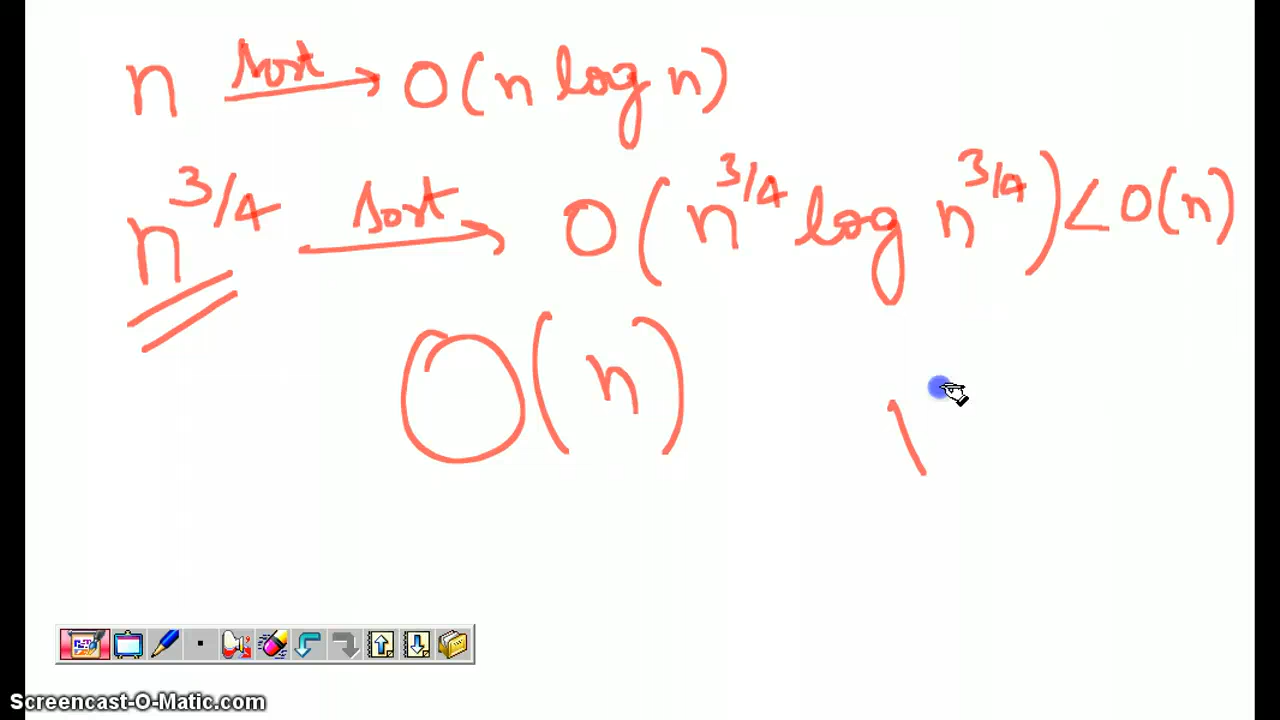 n sort → O(n log n)
n^3/4 sort → O(n^3/4 log n^3/4) < O(n)
O(n)
Screencast-O-Matic.com